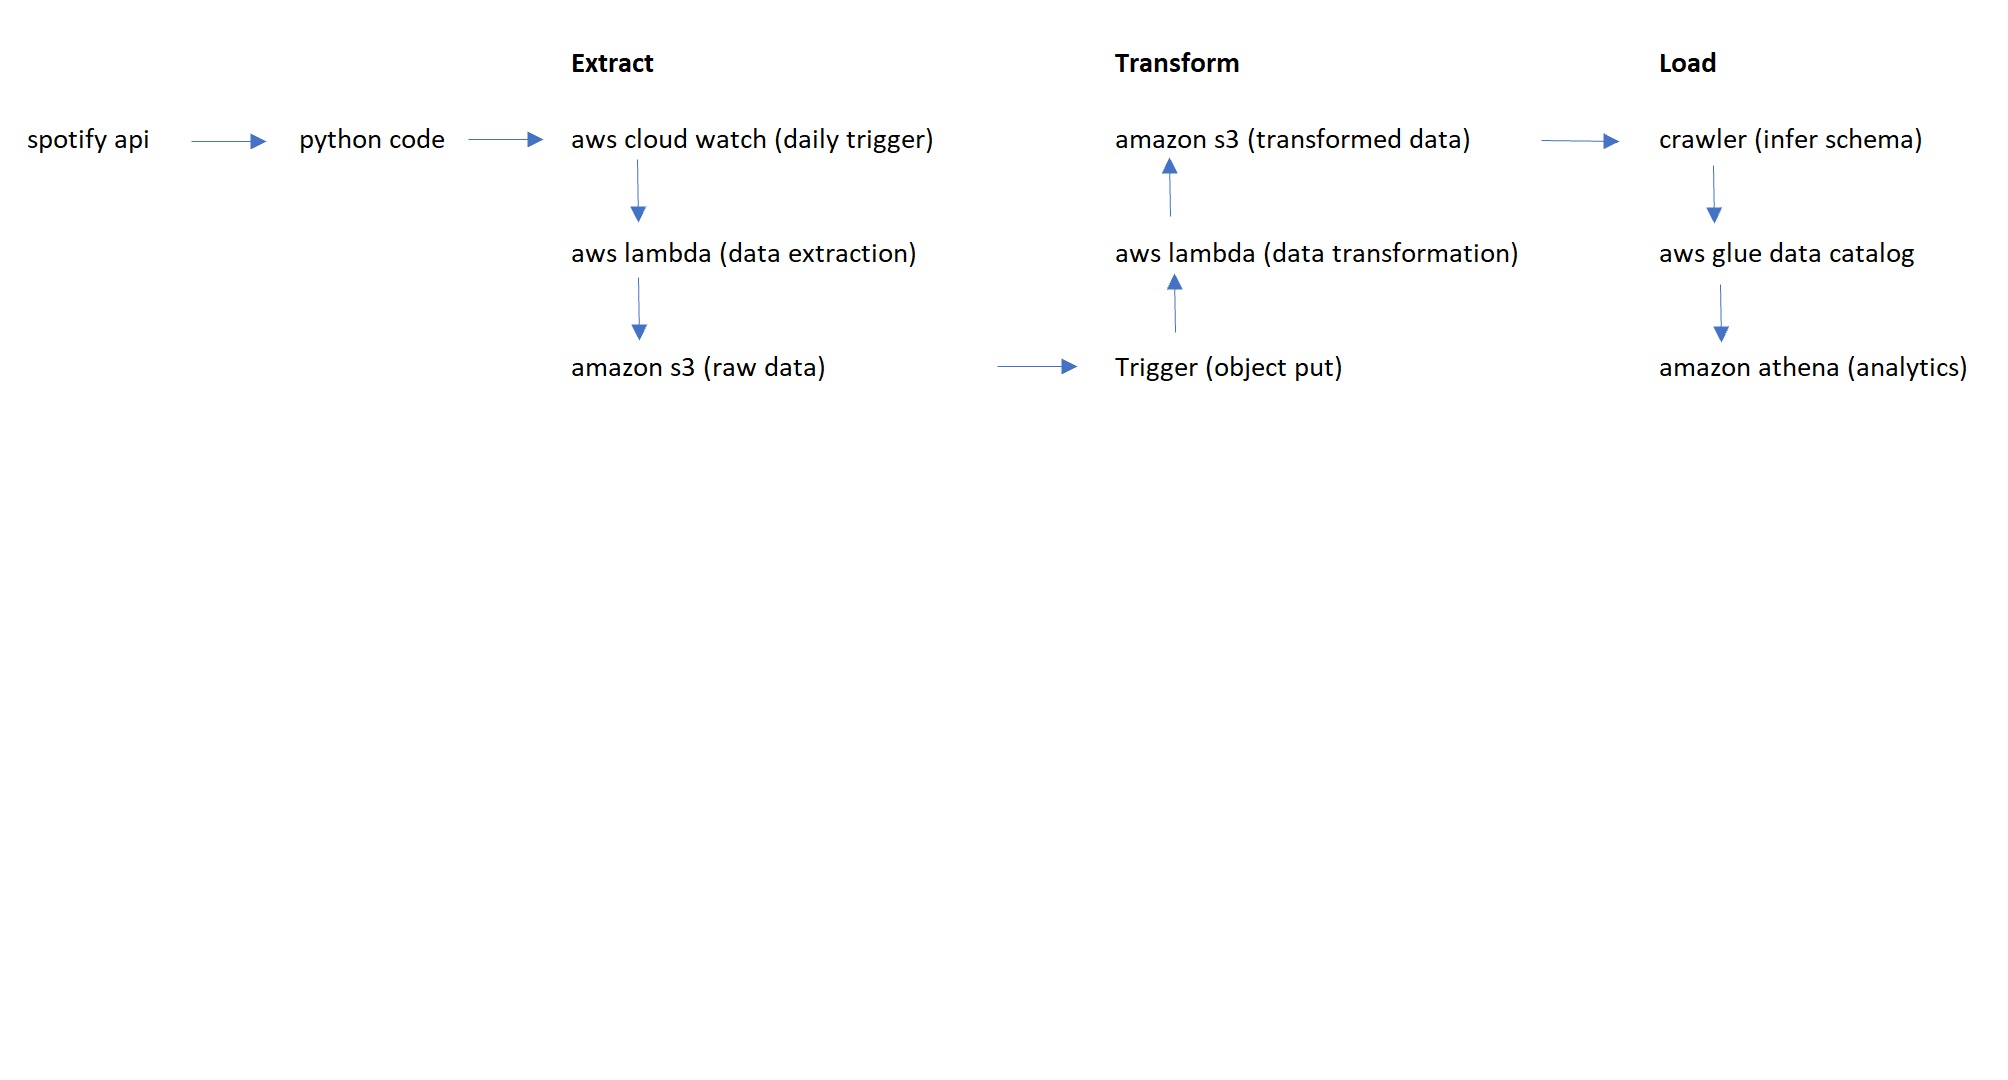 Extract
Transform
Load
spotify api
python code
aws cloud watch (daily trigger)
amazon s3 (transformed data)
crawler (infer schema)
aws lambda (data extraction)
aws lambda (data transformation)
aws glue data catalog
amazon s3 (raw data)
Trigger (object put)
amazon athena (analytics)